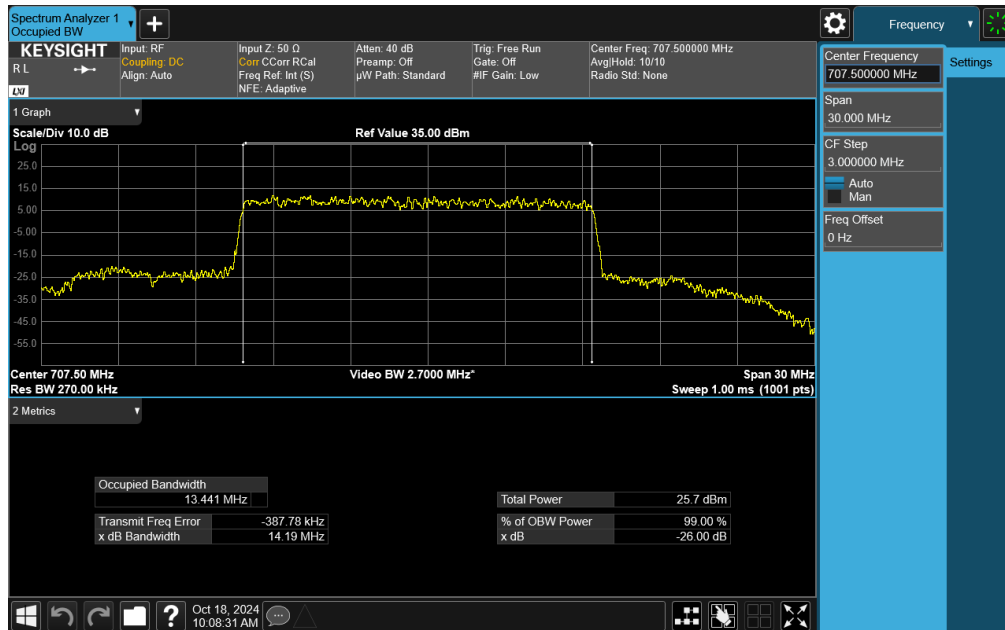 Spectrum Analyzer 1
Occupied BW
Frequency
KEYSIGHT
R L
LXI
Input: RF
Coupling: DC
Align: Auto
Input Z: 50 Ω
Corr CCorr RCal
Freq Ref: Int (S)
NFE: Adaptive
Atten: 40 dB
Preamp: Off
µW Path: Standard
Trig: Free Run
Gate: Off
#IF Gain: Low
Center Freq: 707.500000 MHz
Avg|Hold: 10/10
Radio Std: None
Center Frequency
707.500000 MHz
Settings
Span
30.000 MHz
CF Step
3.000000 MHz
Auto
Man
Freq Offset
0 Hz
1 Graph
Scale/Div 10.0 dB
Ref Value 35.00 dBm
Log
25.0
15.0
5.00
-5.00
-15.0
-25.0
-35.0
-45.0
-55.0
Center 707.50 MHz
Video BW 2.7000 MHz*
Span 30 MHz
Res BW 270.00 kHz
Sweep 1.00 ms (1001 pts)
2 Metrics
Occupied Bandwidth
13.441 MHz
Total Power 25.7 dBm
Transmit Freq Error -387.78 kHz
% of OBW Power 99.00 %
x dB Bandwidth 14.19 MHz
x dB -26.00 dB
?
Oct 18, 2024
10:08:31 AM